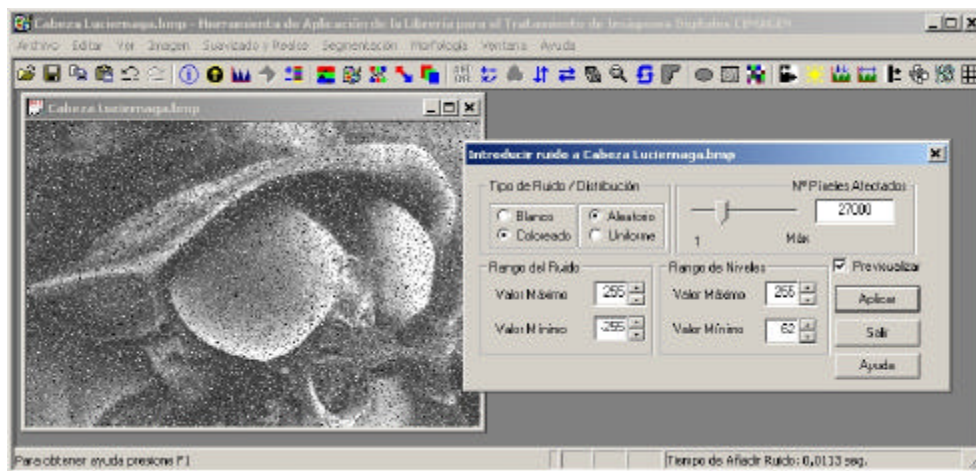 Cabeza Luciernaga.bmp - Herramienta de Aplicación de la Librería para el Tratamiento de Imágenes Digitales
Archivo Editar Ver Imagen Suavizado y Realce Segmentación Morfología Ventana Ayuda
Cabeza Luciernaga.bmp
Introducir ruido a Cabeza Luciernaga.bmp
Tipo de Ruido / Distribución
Nº Pixeles Afectados
Blanco
Aleatorio
27000
Coloreado
Uniforme
1
Máx
Rango del Ruido
Rango de Niveles
Previsualizar
Valor Máximo 255
Valor Máximo 255
Aplicar
Valor Mínimo -255
Valor Mínimo 62
Salir
Ayuda
Para obtener ayuda presione F1
Tiempo de Añadir Ruido: 0,0113 seg.